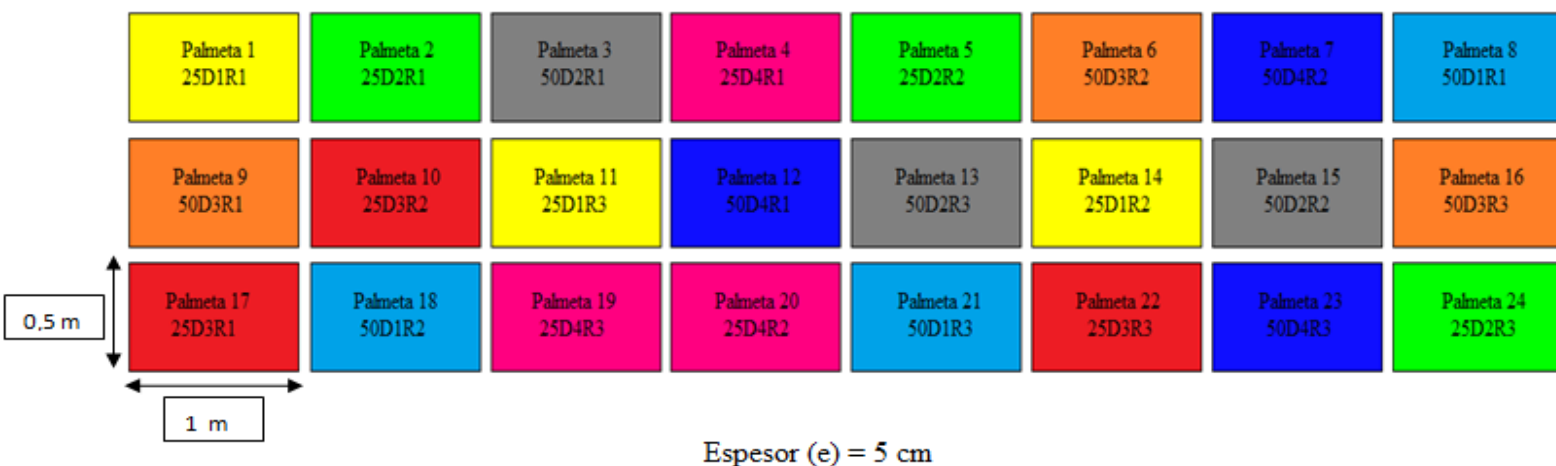 Palmeta 1
25D1R1
Palmeta 2
25D2R1
Palmeta 3
50D2R1
Palmeta 4
25D4R1
Palmeta 5
25D2R2
Palmeta 6
50D3R2
Palmeta 7
50D4R2
Palmeta 8
50D1R1
Palmeta 9
50D3R1
Palmeta 10
25D3R2
Palmeta 11
25D1R3
Palmeta 12
50D4R1
Palmeta 13
50D2R3
Palmeta 14
25D1R2
Palmeta 15
50D2R2
Palmeta 16
50D3R3
0,5 m
Palmeta 17
25D3R1
Palmeta 18
50D1R2
Palmeta 19
25D4R3
Palmeta 20
25D4R2
Palmeta 21
50D1R3
Palmeta 22
25D3R3
Palmeta 23
50D4R3
Palmeta 24
25D2R3
1 m
Espesor (e) = 5 cm